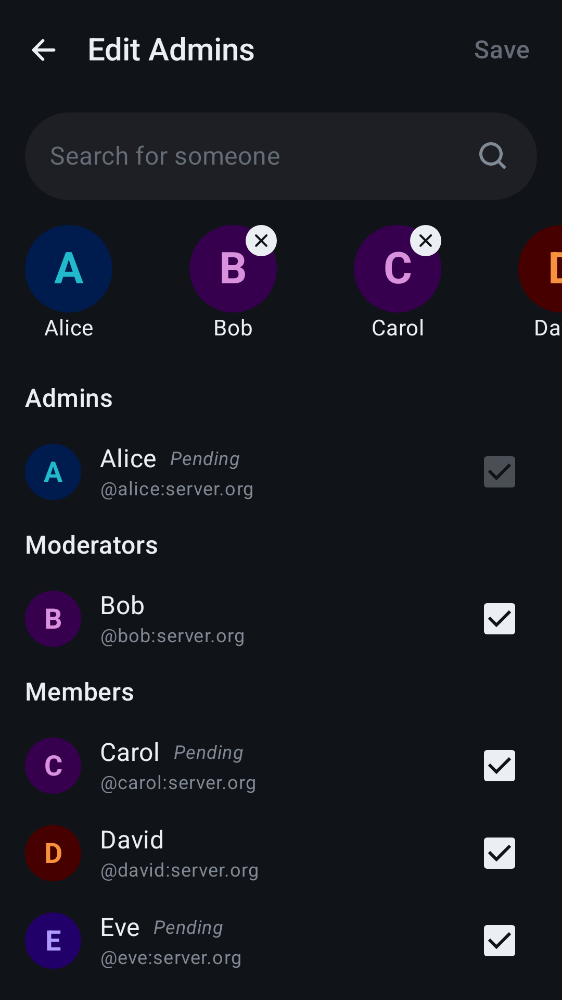 Edit Admins
Save
Search for someone
A
B
C
D
Alice
Bob
Carol
Da
Admins
A
Alice Pending
@alice:server.org
Moderators
B
Bob
@bob:server.org
Members
C
Carol Pending
@carol:server.org
D
David
@david:server.org
E
Eve Pending
@eve:server.org